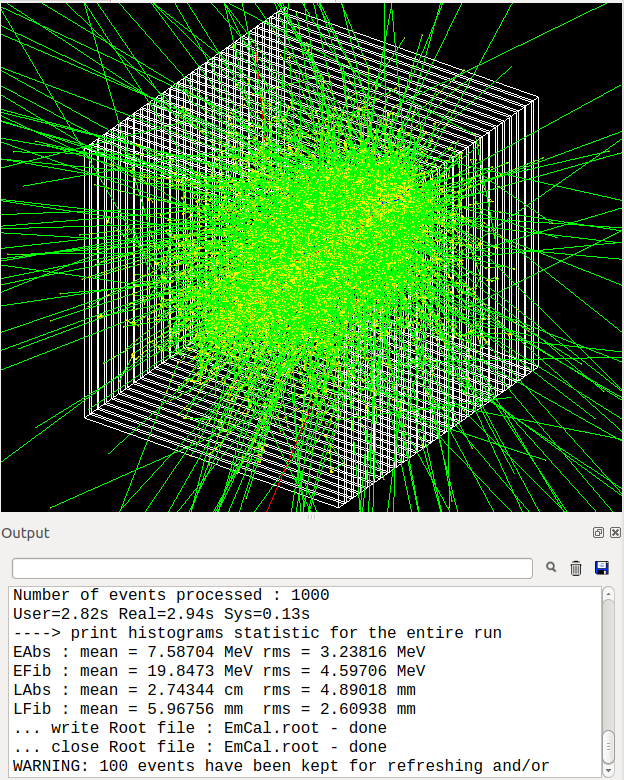 Output
Number of events processed : 1000
User=2.82s Real=2.94s Sys=0.13s
----> print histograms statistic for the entire run
EAbs : mean = 7.58704 MeV rms = 3.23816 MeV
EFib : mean = 19.8473 MeV rms = 4.59706 MeV
LAbs : mean = 2.74344 cm  rms = 4.89018 mm
LFib : mean = 5.96756 mm  rms = 2.60938 mm
... write Root file : EmCal.root - done
... close Root file : EmCal.root - done
WARNING: 100 events have been kept for refreshing and/or